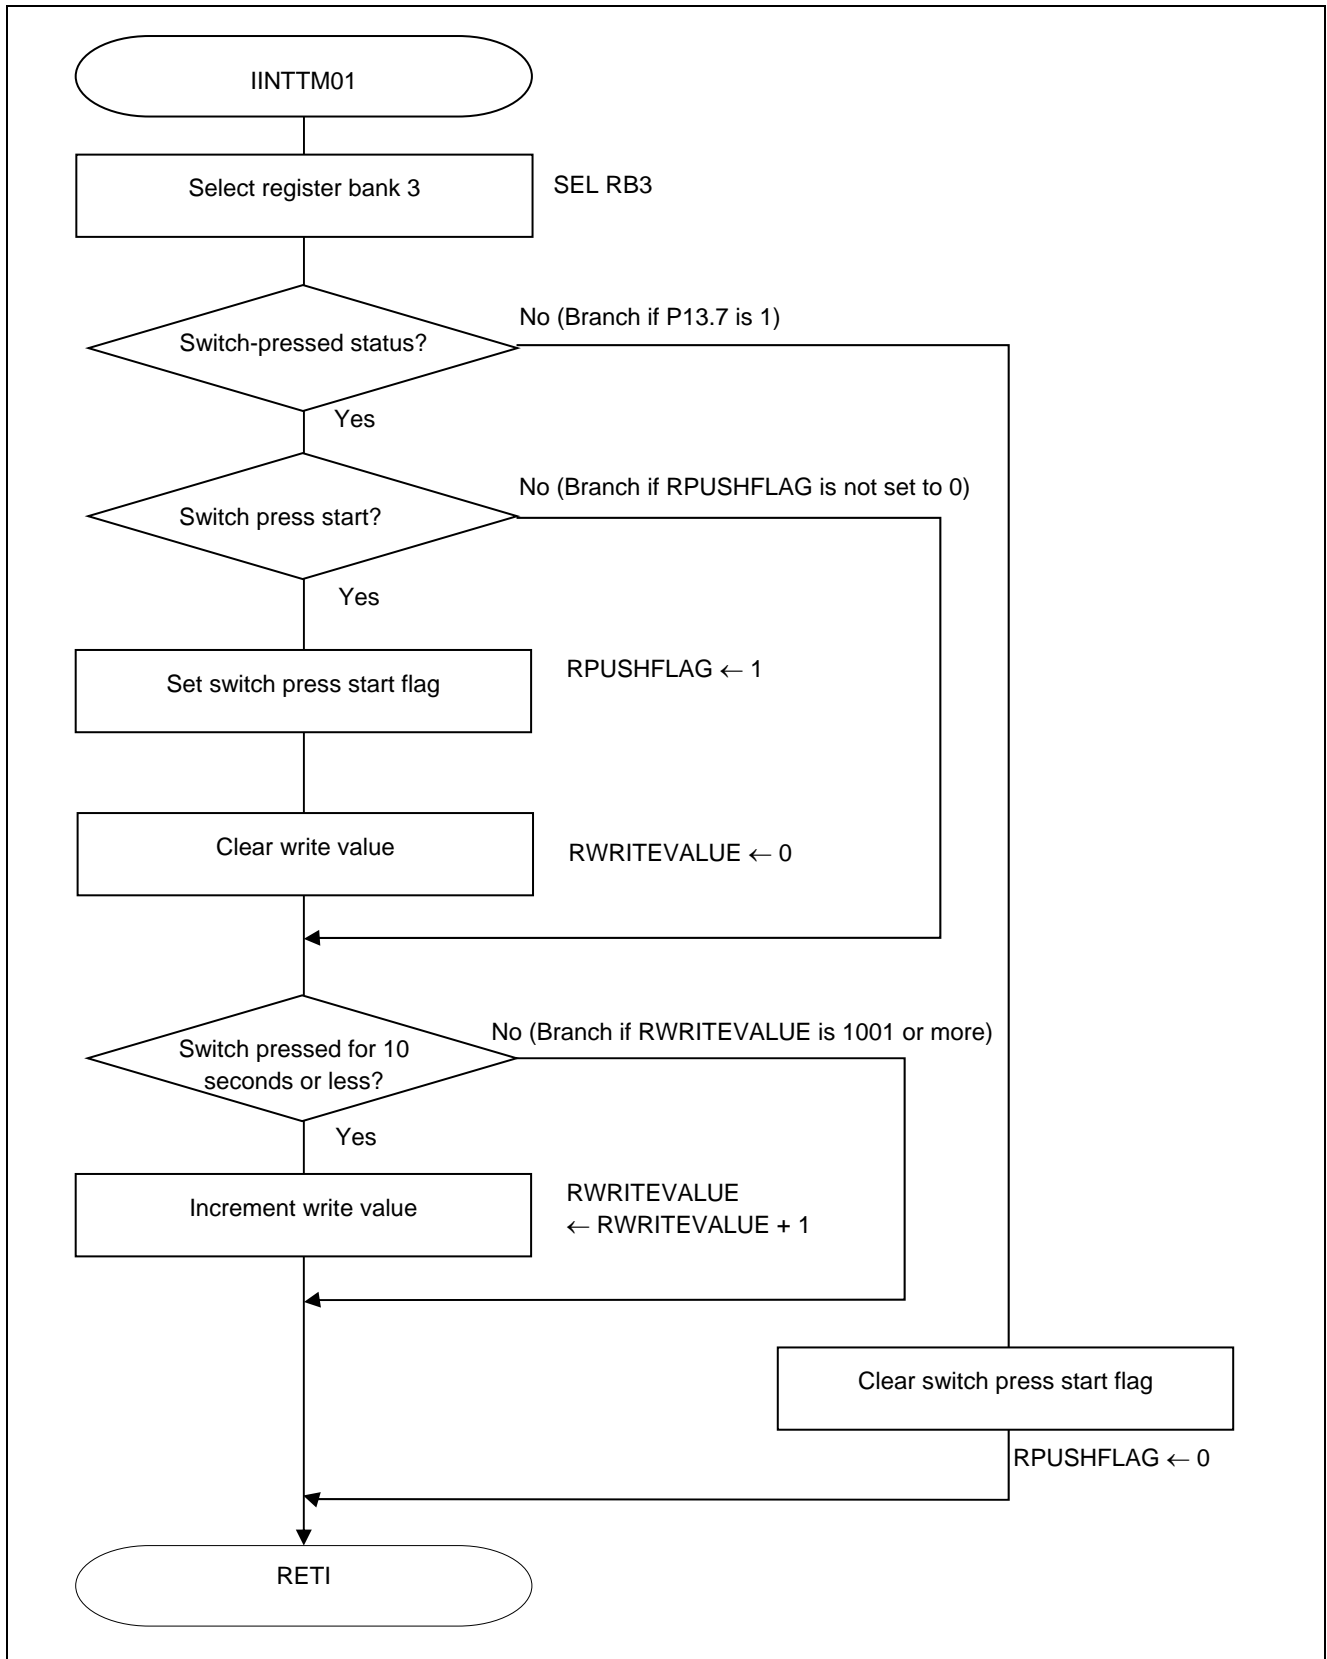 IINTTM01
Select register bank 3
SEL RB3
No (Branch if P13.7 is 1)
Switch-pressed status?
Yes
No (Branch if RPUSHFLAG is not set to 0)
Switch press start?
Yes
Set switch press start flag
RPUSHFLAG ← 1
Clear write value
RWRITEVALUE ← 0
No (Branch if RWRITEVALUE is 1001 or more)
Switch pressed for 10
seconds or less?
Yes
Increment write value
RWRITEVALUE
← RWRITEVALUE + 1
Clear switch press start flag
RPUSHFLAG ← 0
RETI